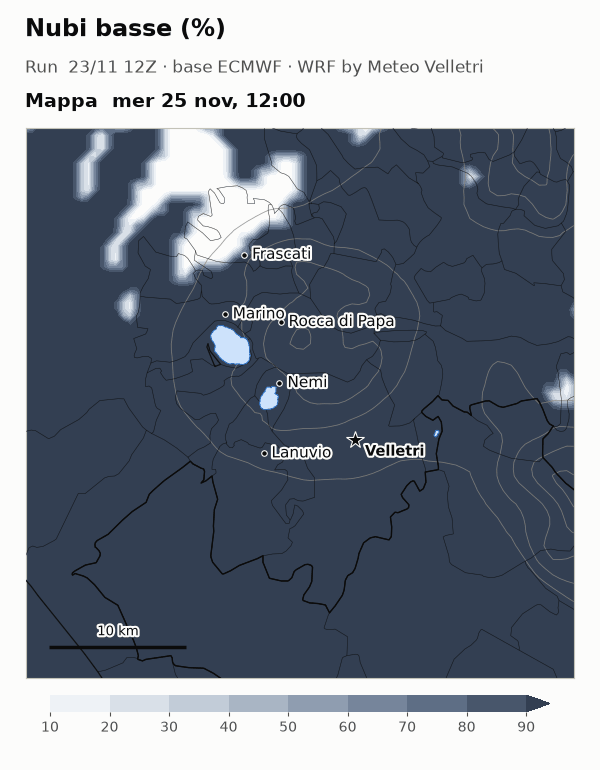 Nubi basse (%)
Run  23/11 12Z · base ECMWF · WRF by Meteo Velletri
Mappa  mer 25 nov, 12:00
Frascati
Marino
Rocca di Papa
Nemi
Velletri
Lanuvio
10 km
10 20 30 40 50 60 70 80 90